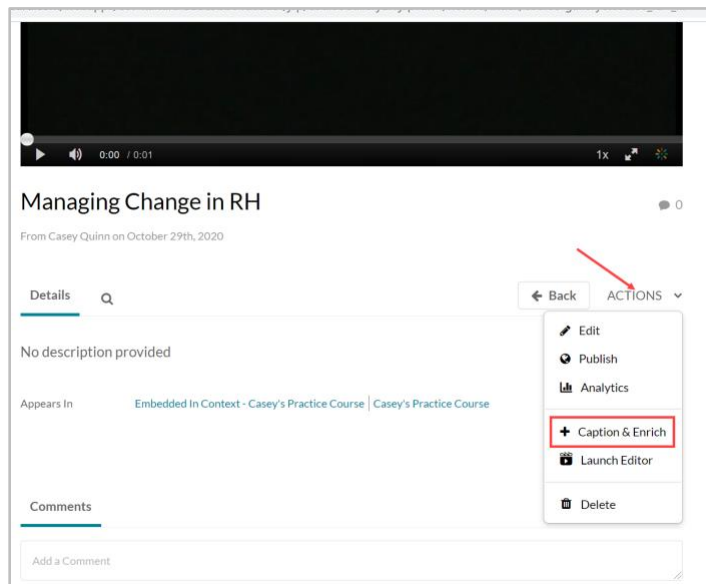 0:00 / 0:01 1x
Managing Change in RH
0
From Casey Quinn on October 29th, 2020
Details
Back ACTIONS
Edit
No description provided
Publish
Analytics
Appears In Embedded In Context - Casey's Practice Course | Casey's Practice Course
Caption & Enrich
Launch Editor
Delete
Comments
Add a Comment